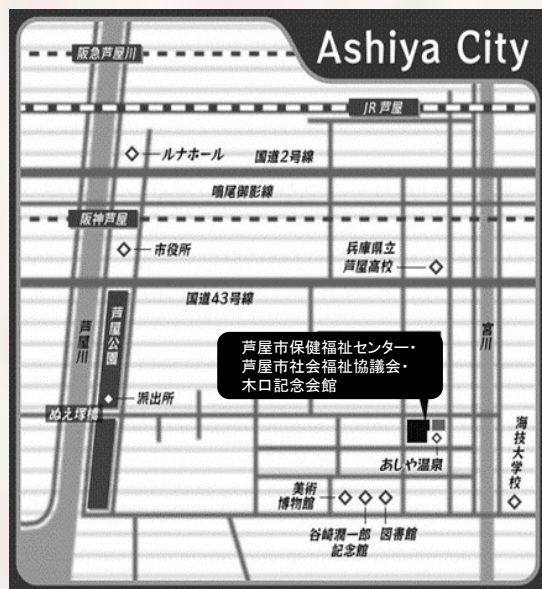 Ashiya City
阪急芦屋川
JR 芦屋
ルナホール
国道2号線
鳴尾御影線
阪神芦屋
市役所
兵庫県立
芦屋高校
国道43号線
芦屋川
芦屋公園
宮川
芦屋市保健福祉センター・
芦屋市社会福祉協議会・
木口記念会館
派出所
ぬえ塚橋
海技大学校
あしや温泉
美術
博物館
谷崎潤一郎
記念館
図書館